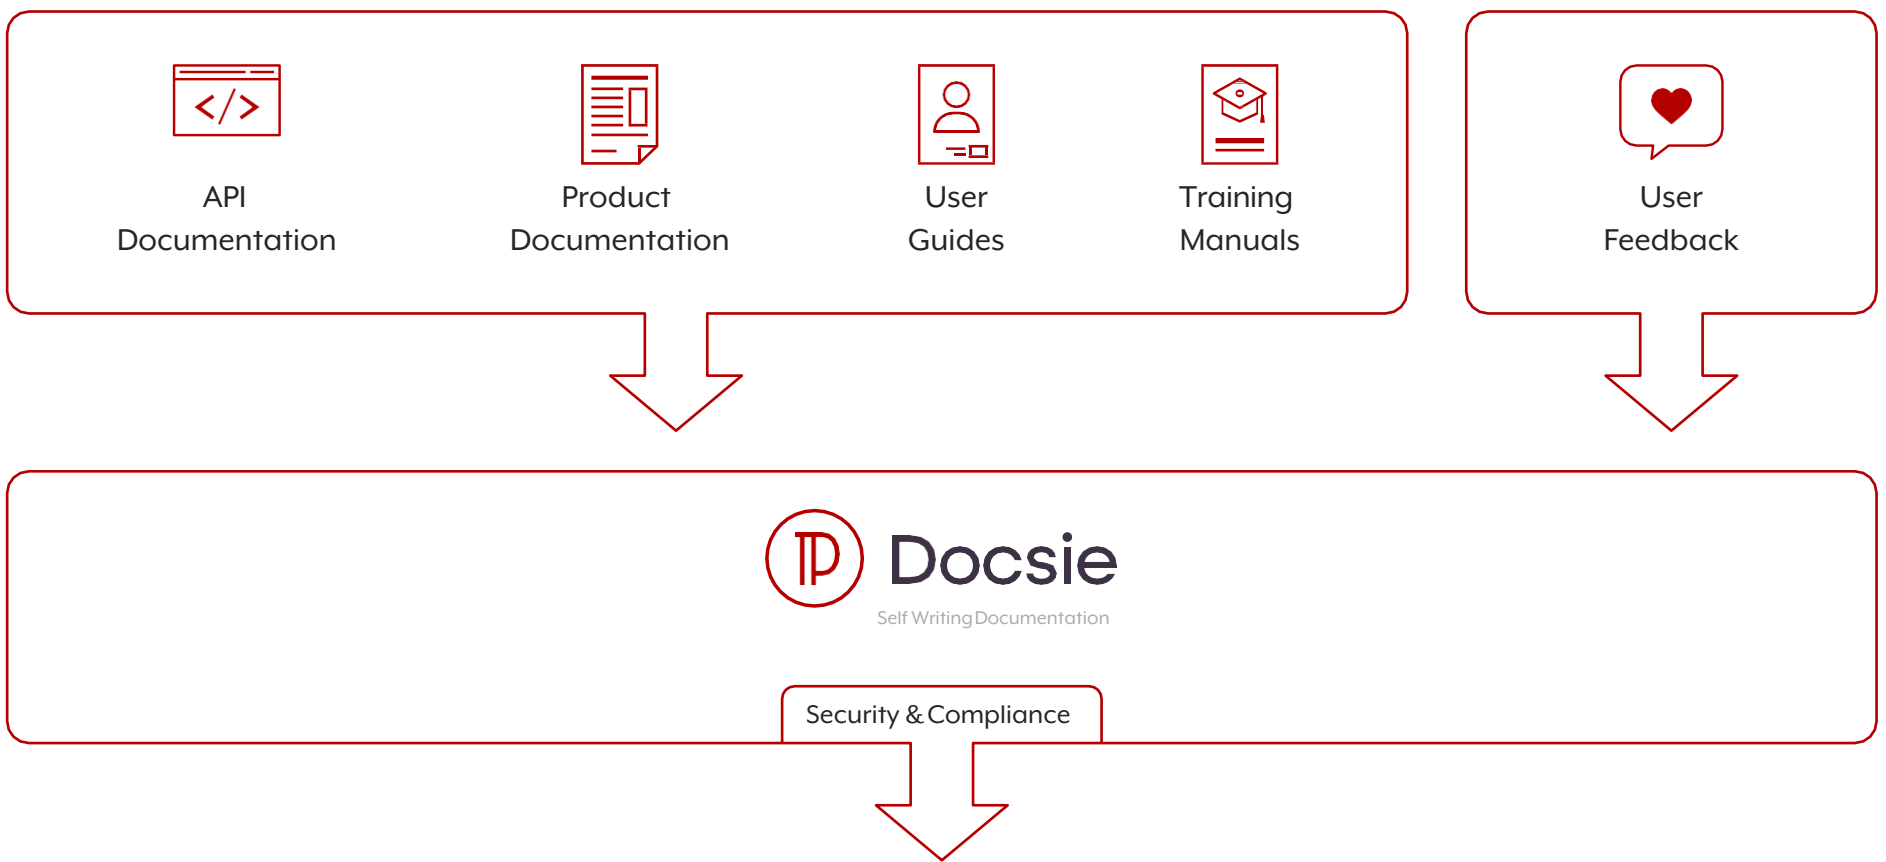 API
Documentation
Product
Documentation
User
Guides
Training
Manuals
User
Feedback
Docsie
Self Writing Documentation
Security & Compliance